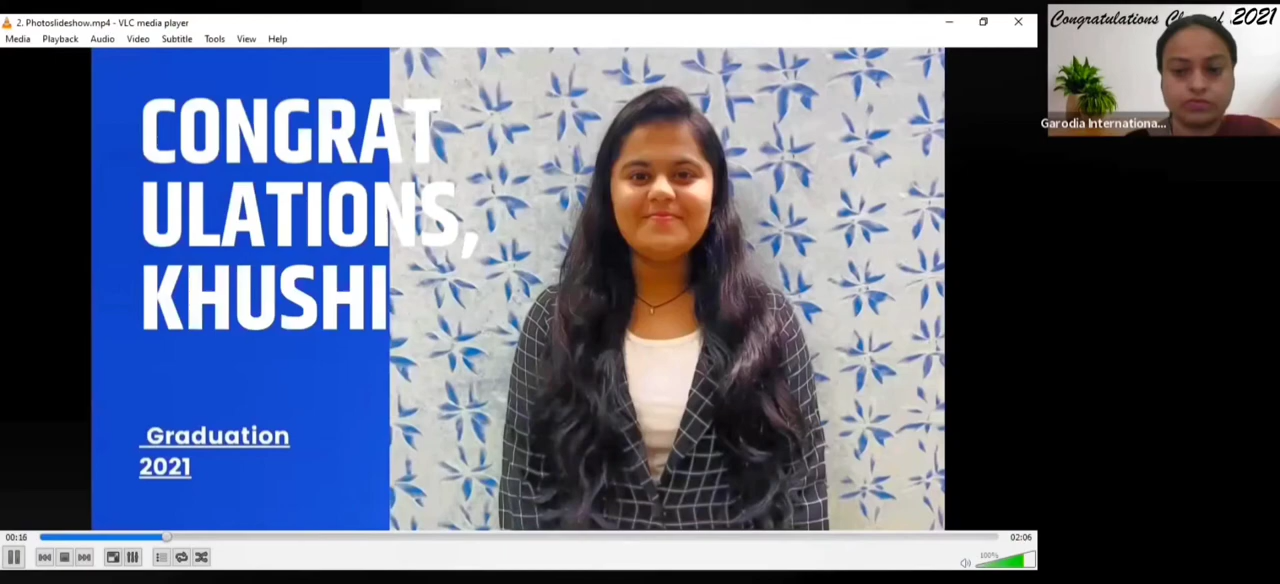 2. Photoslideshow.mp4 - VLC media player
Media Playback Audio Video Subtitle Tools View Help
CONGRAT
ULATIONS,
KHUSHI
Graduation
2021
00:16
02:06
100%
Congratulations 2021
Garodia Internationa...